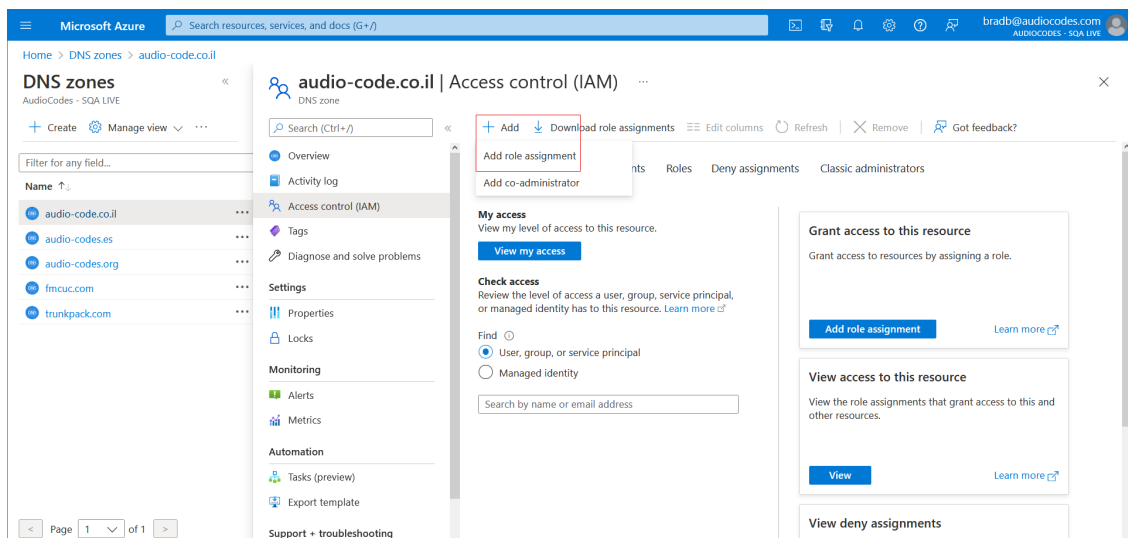 Microsoft Azure
Search resources, services, and docs (G+/)
bradb@audiocodes.com
AUDIOCODES - SQA LIVE
Home > DNS zones > audio-code.co.il
DNS zones
AudioCodes - SQA LIVE
Create
Manage view
Filter for any field...
Name
audio-code.co.il
audio-codes.es
audio-codes.org
fmcuc.com
trunkpack.com
< Page 1 of 1 >
audio-code.co.il | Access control (IAM) ...
DNS zone
Search (Ctrl+/)
Overview
Activity log
Access control (IAM)
Tags
Diagnose and solve problems
Settings
Properties
Locks
Monitoring
Alerts
Metrics
Automation
Tasks (preview)
Export template
Support + troubleshooting
Add Download role assignments Edit columns Refresh Remove Got feedback?
Add role assignment
Add co-administrator
nts Roles Deny assignments Classic administrators
My access
View my level of access to this resource.
View my access
Check access
Review the level of access a user, group, service principal,
or managed identity has to this resource. Learn more
Find
User, group, or service principal
Managed identity
Search by name or email address
Grant access to this resource
Grant access to resources by assigning a role.
Add role assignment Learn more
View access to this resource
View the role assignments that grant access to this and
other resources.
View Learn more
View deny assignments